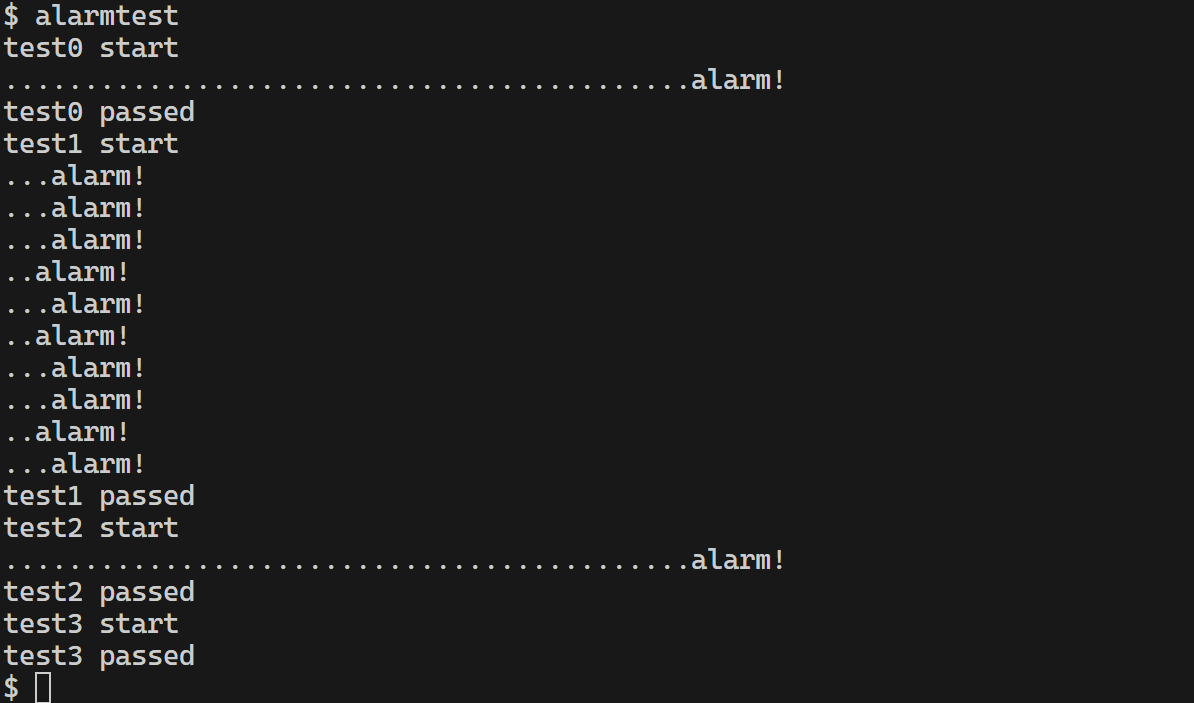 $ alarmtest
test0 start
...........................................alarm!
test0 passed
test1 start
...alarm!
...alarm!
...alarm!
..alarm!
...alarm!
..alarm!
...alarm!
...alarm!
..alarm!
...alarm!
test1 passed
test2 start
...........................................alarm!
test2 passed
test3 start
test3 passed
$